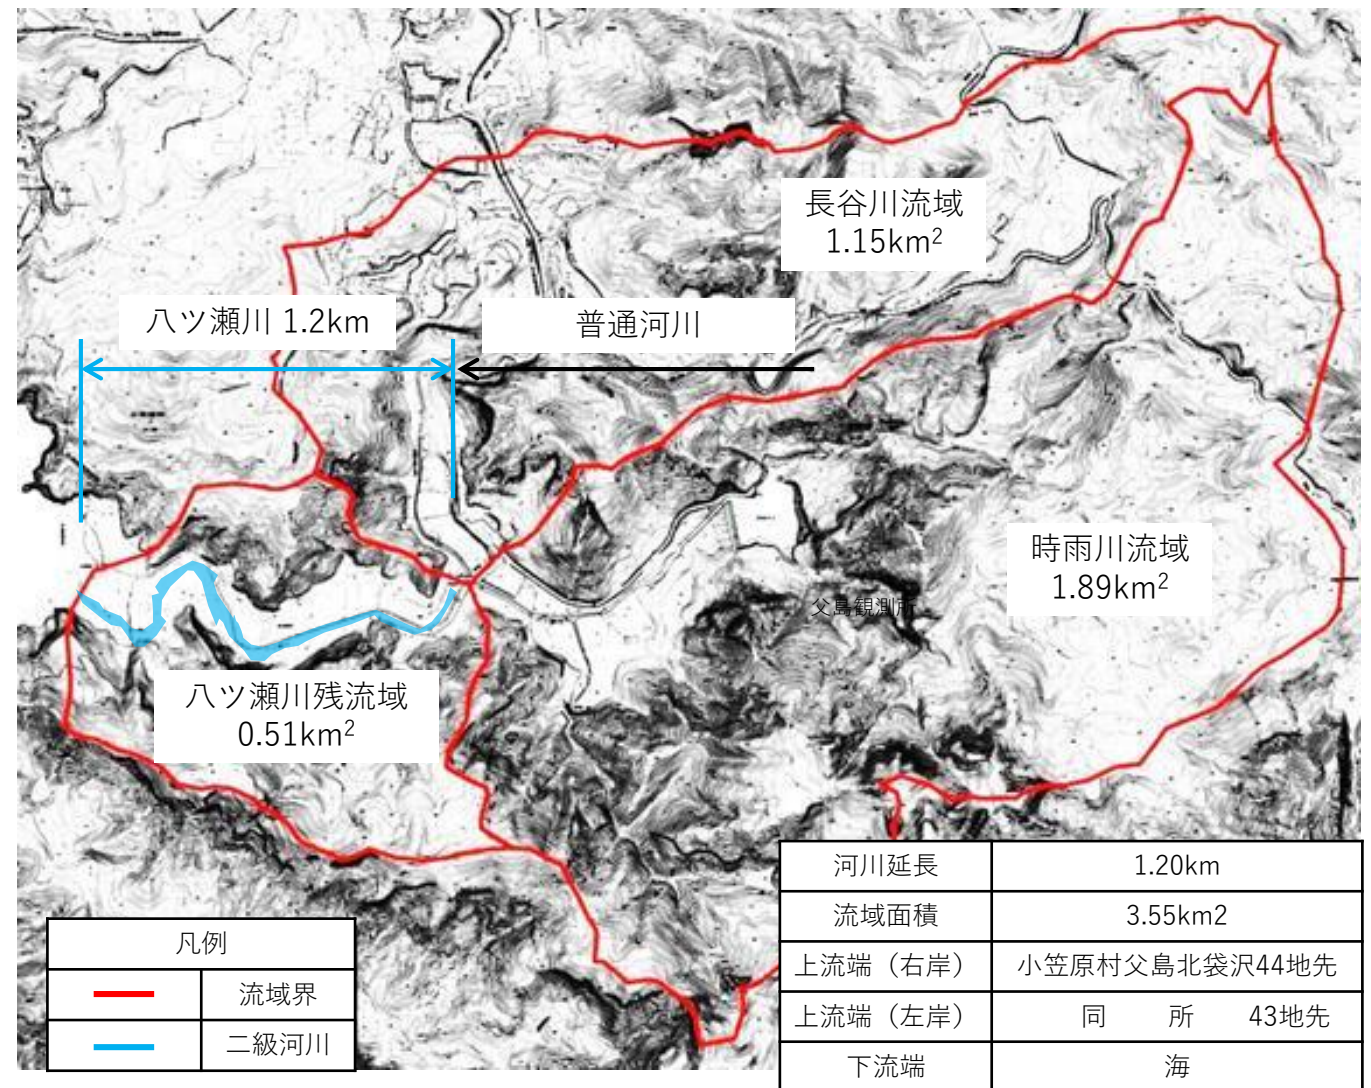 長谷川流域
1.15km²
八ツ瀬川 1.2km
普通河川
時雨川流域
1.89km²
父島観測所
八ツ瀬川残流域
0.51km²
河川延長 1.20km
流域面積 3.55km2
上流端（右岸） 小笠原村父島北袋沢44地先
上流端（左岸） 同 所 43地先
下流端 海
凡例
流域界
二級河川